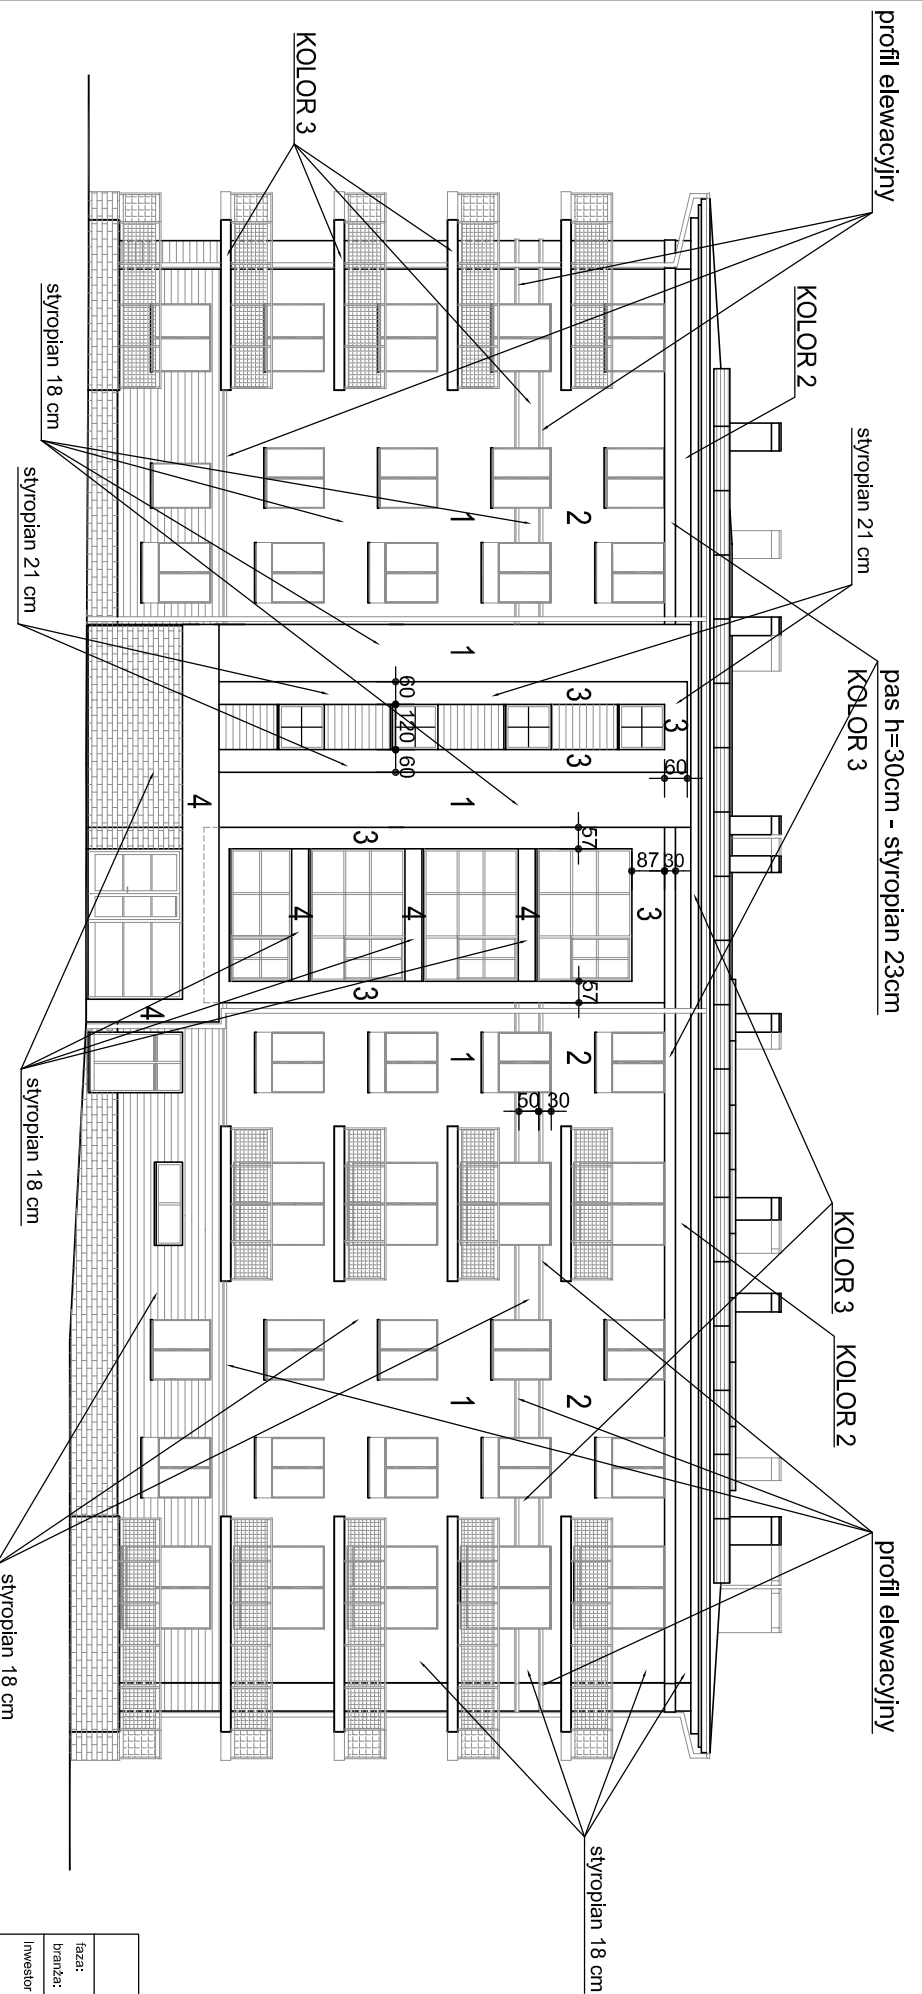 profil elewacyjny
KOLOR 2
styropian 21 cm
pas h=30cm - styropian 23cm
KOLOR 3
KOLOR 3
KOLOR 2
profil elewacyjny
KOLOR 3
2
1
1
3
3
3
60
60
120
60
1
57
87
30
3
3
4
4
4
3
57
4
4
2
1
50
30
2
1
styropian 18 cm
styropian 21 cm
styropian 18 cm
styropian 18 cm
styropian 18 cm
faza:
branża:
Inwestor